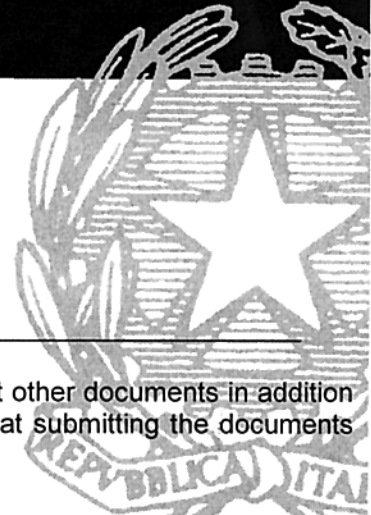 t other documents in addition
at submitting the documents
REPVBBLICA ITA